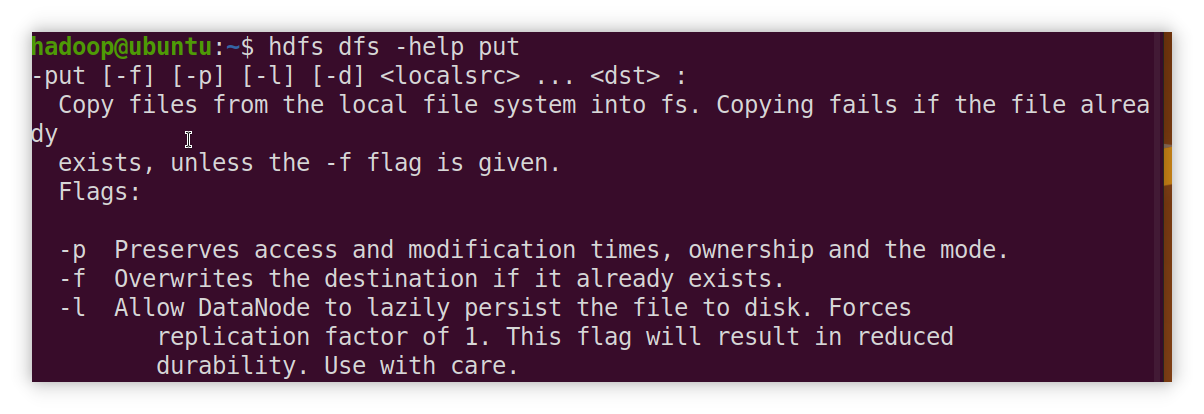 hadoop@ubuntu:~$ hdfs dfs -help put
-put [-f] [-p] [-l] [-d] <localsrc> ... <dst> :
  Copy files from the local file system into fs. Copying fails if the file alrea
dy
  exists, unless the -f flag is given.
  Flags:

  -p  Preserves access and modification times, ownership and the mode.
  -f  Overwrites the destination if it already exists.
  -l  Allow DataNode to lazily persist the file to disk. Forces
         replication factor of 1. This flag will result in reduced
         durability. Use with care.